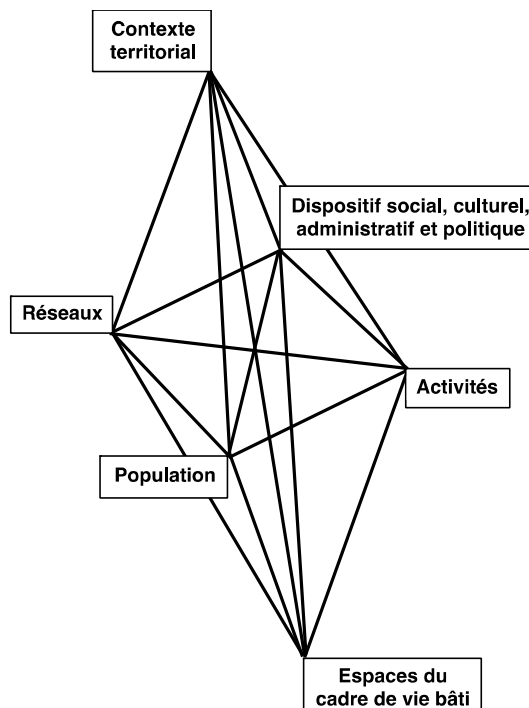 Contexte
territorial
Dispositif social, culturel,
administratif et politique
Réseaux
Activités
Population
Espaces du
cadre de vie bâti